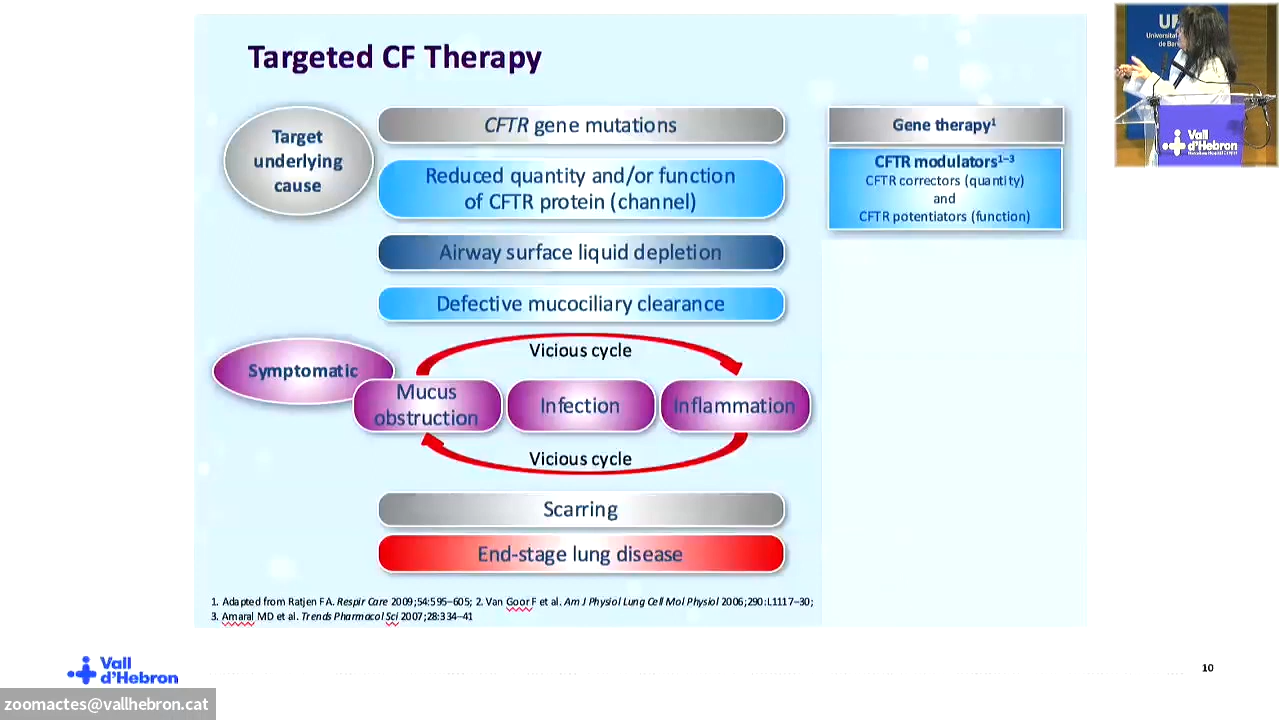 Targeted CF Therapy
Target
underlying
cause
CFTR gene mutations
Reduced quantity and/or function
of CFTR protein (channel)
Airway surface liquid depletion
Defective mucociliary clearance
Gene therapy¹
CFTR modulators¹⁻³
CFTR correctors (quantity)
and
CFTR potentiators (function)
Symptomatic
Vicious cycle
Mucus
obstruction
Infection
Inflammation
Vicious cycle
Scarring
End-stage lung disease
1. Adapted from Ratjen FA. Respir Care 2009;54:595–605; 2. Van Goor F et al. Am J Physiol Lung Cell Mol Physiol 2006;290:L1117–30;
3. Amaral MD et al. Trends Pharmacol Sci 2007;28:334–41
Vall
d'Hebron
10
zoomactes@vallhebron.cat
Universitat
de Bar
Vall
d'Hebron